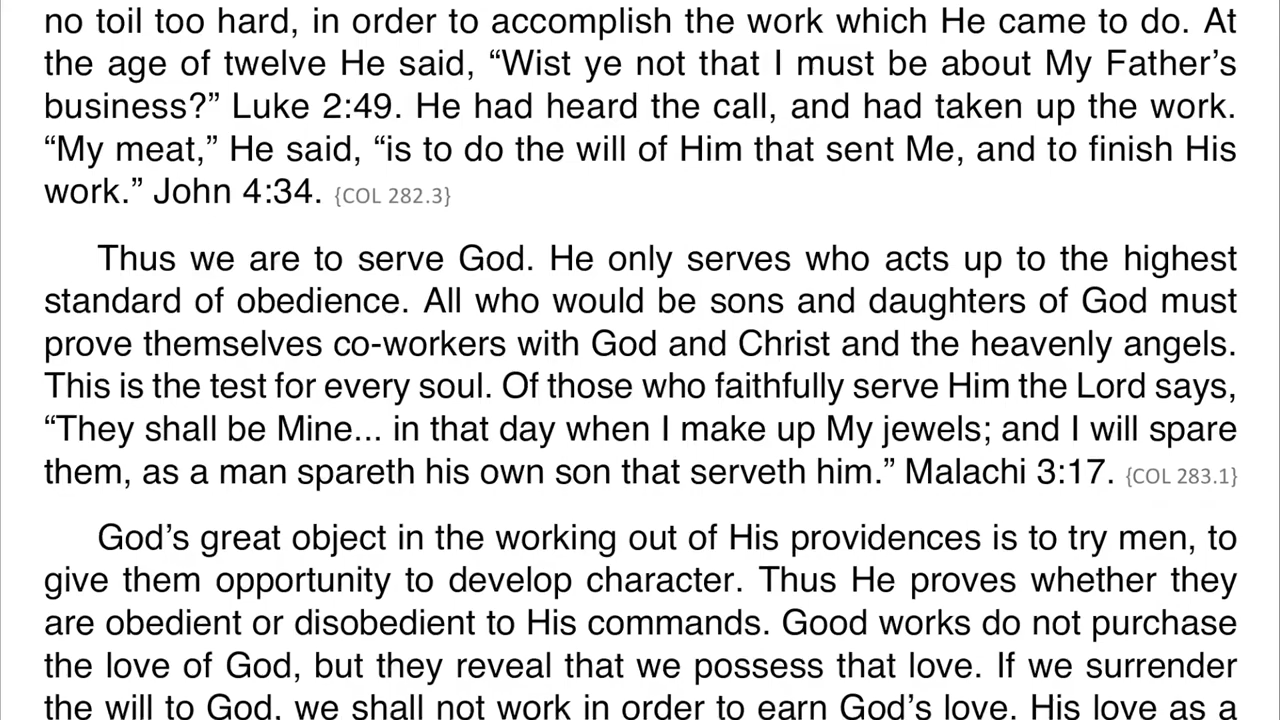 no toil too hard, in order to accomplish the work which He came to do. At
the age of twelve He said, “Wist ye not that I must be about My Father’s
business?” Luke 2:49. He had heard the call, and had taken up the work.
“My meat,” He said, “is to do the will of Him that sent Me, and to finish His
work.” John 4:34. {COL 282.3}
Thus we are to serve God. He only serves who acts up to the highest
standard of obedience. All who would be sons and daughters of God must
prove themselves co-workers with God and Christ and the heavenly angels.
This is the test for every soul. Of those who faithfully serve Him the Lord says,
“They shall be Mine... in that day when I make up My jewels; and I will spare
them, as a man spareth his own son that serveth him.” Malachi 3:17. {COL 283.1}
God’s great object in the working out of His providences is to try men, to
give them opportunity to develop character. Thus He proves whether they
are obedient or disobedient to His commands. Good works do not purchase
the love of God, but they reveal that we possess that love. If we surrender
the will to God, we shall not work in order to earn God’s love. His love as a